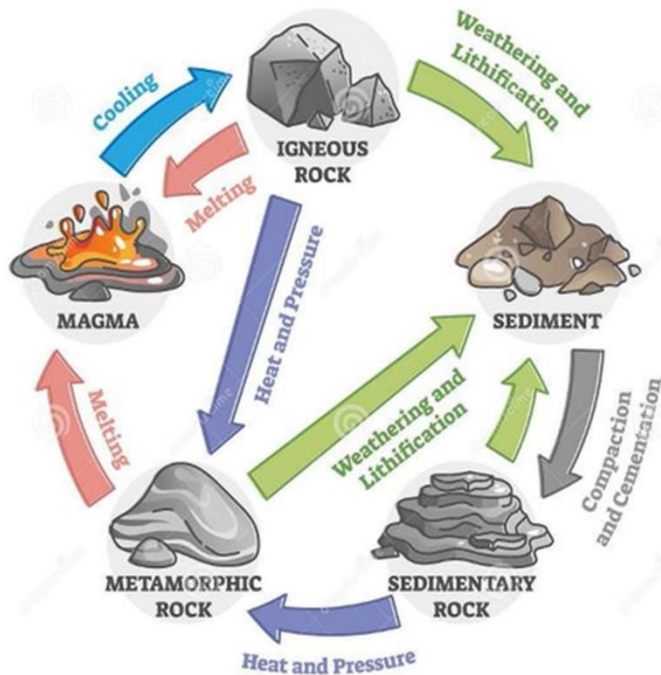 Weathering and
Lithification
Cooling
IGNEOUS
ROCK
Melting
MAGMA
Heat and Pressure
SEDIMENT
Melting
Weathering and
Lithification
Compaction
and Cementation
METAMORPHIC
ROCK
SEDIMENTARY
ROCK
Heat and Pressure